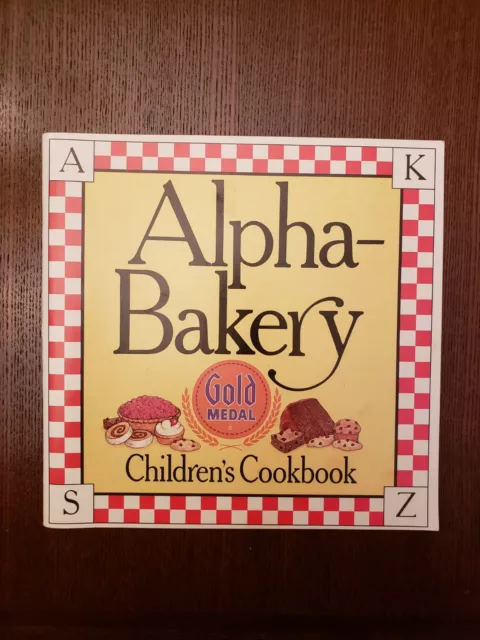 A
K
Alpha-
Bakery
Gold
MEDAL
Children's Cookbook
S
Z